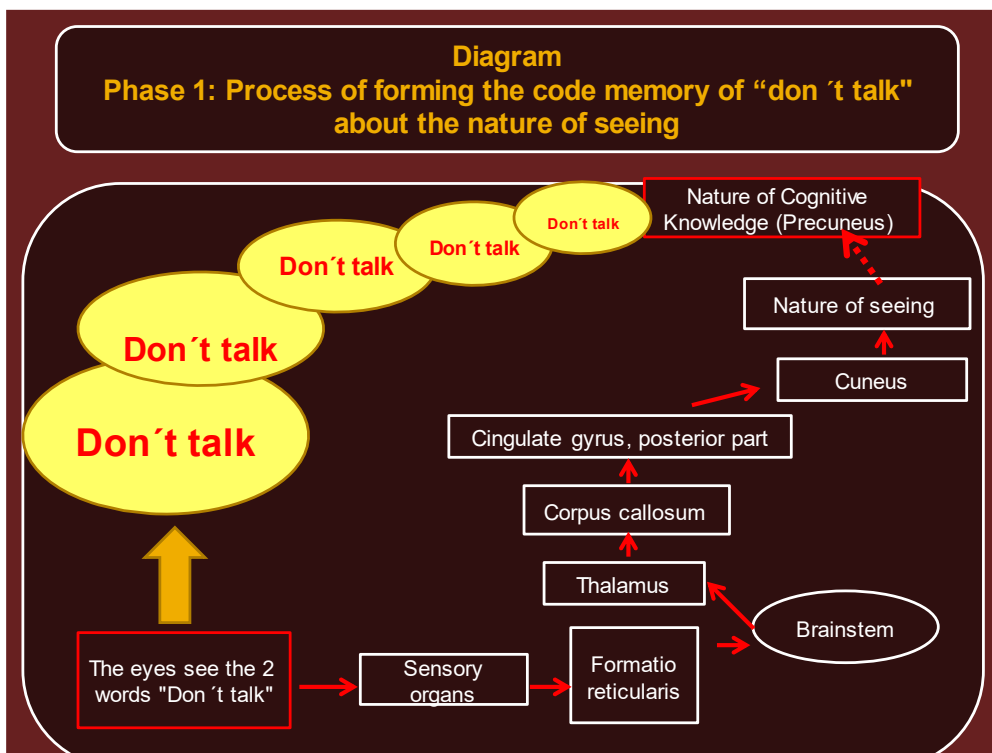 Diagram
Phase 1: Process of forming the code memory of “don ´t talk"
about the nature of seeing
Nature of Cognitive
Knowledge (Precuneus)
Don´t talk
Don´t talk
Don´t talk
Don´t talk
Don´t talk
Nature of seeing
Cuneus
Cingulate gyrus, posterior part
Corpus callosum
Thalamus
Brainstem
The eyes see the 2
words "Don ´t talk"
Sensory
organs
Formatio
reticularis